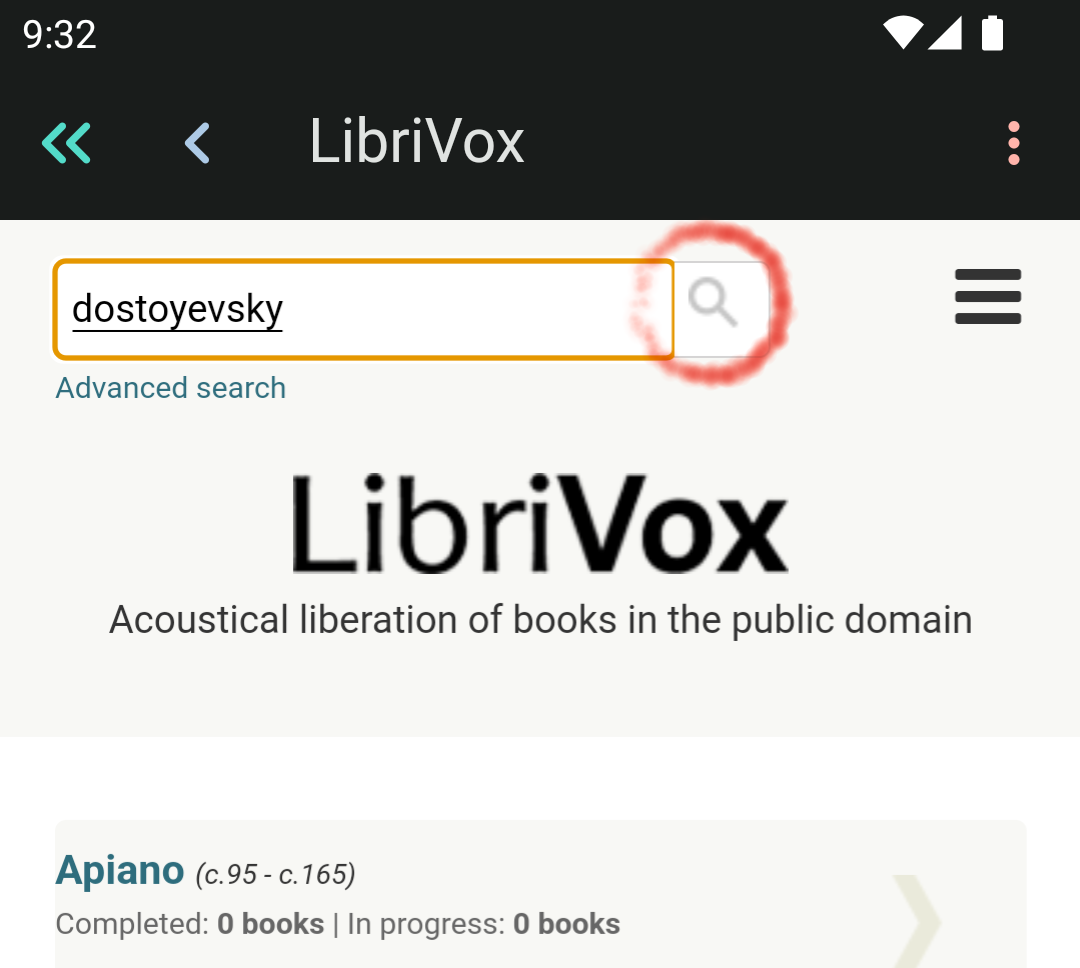 9:32
LibriVox
dostoyevsky
Advanced search
LibriVox
Acoustical liberation of books in the public domain
Apiano (c.95 - c.165)
Completed: 0 books | In progress: 0 books